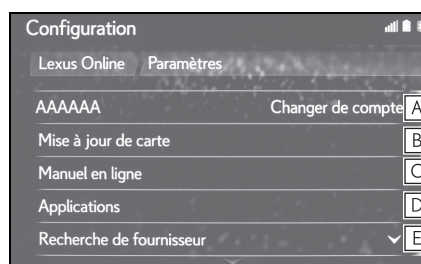 Configuration
Lexus Online Paramètres
AAAAAA Changer de compte A
Mise à jour de carte B
Manuel en ligne C
Applications D
Recherche de fournisseur E